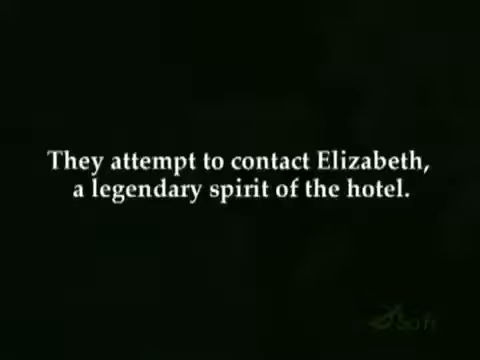 They attempt to contact Elizabeth,
a legendary spirit of the hotel.